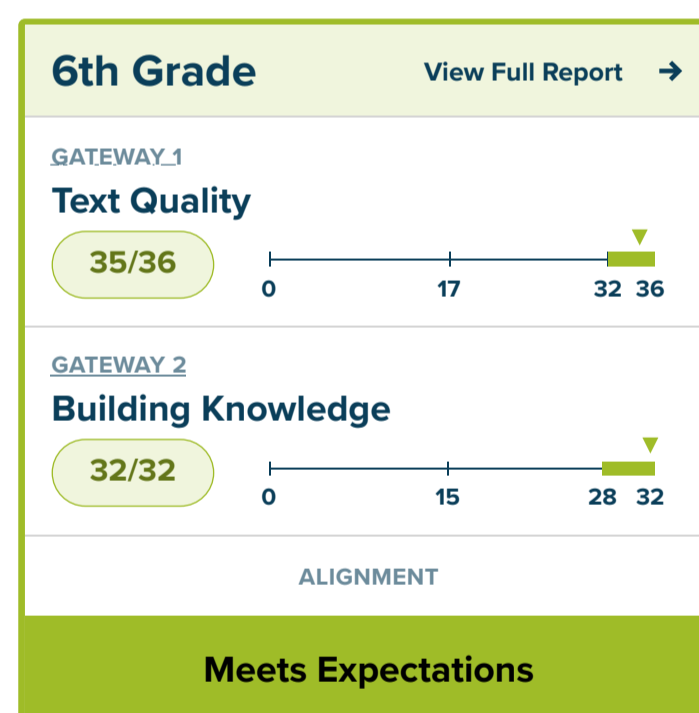 6th Grade View Full Report →
GATEWAY 1
Text Quality
35/36
0 17 32 36
GATEWAY 2
Building Knowledge
32/32
0 15 28 32
ALIGNMENT
Meets Expectations